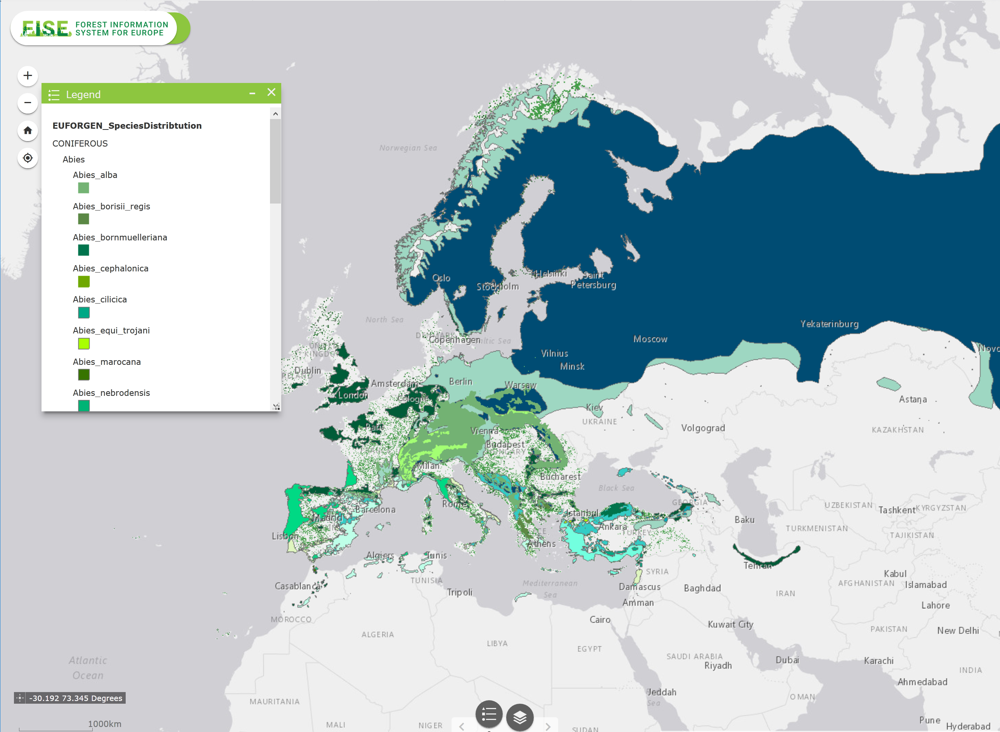 FISE
FOREST INFORMATION
SYSTEM FOR EUROPE
Legend
EUFORGEN_SpeciesDistribtution
CONIFEROUS
Abies
Abies_alba
Abies_borisii_regis
Abies_bornmuelleriana
Abies_cephalonica
Abies_cilicica
Abies_equi_trojani
Abies_marocana
Abies_nebrodensis
Norwegian Sea
Oslo
Stockholm
Helsinki
Saint
Petersburg
North Sea
DENMARK
Copenhagen
Baltic Sea
Yekaterinburg
Moscow
Novo
UNITED
KINGDOM
Vilnius
Minsk
Dublin
IRELAND
Amsterdam
Berlin
Warsaw
London
Cologne
Kiev
Astana
UKRAINE
Volgograd
KAZAKHSTAN
Paris
Vienna
Budapest
HUNGARY
FRANCE
Milan
Bucharest
Black Sea
Rome
Barcelona
Madrid
GEORGIA
UZBEKISTAN
Tashkent
KYRGYZSTAN
Istanbul
Baku
Ankara
TURKEY
TURKMENISTAN
TAJIKISTAN
Lisbon
Athens
Algiers
Tunis
Tehran
SYRIA
Kabul
Casablanca
TUNISIA
Mediterranean
Sea
Tripoli
Damascus
Baghdad
IRAN
AFGHANISTAN
Islamabad
Amman
Lahore
MOROCCO
Cairo
Kuwait City
PAKISTAN
New Delhi
ALGERIA
LIBYA
EGYPT
SAUDI ARABIA
Riyadh
Dubai
Karachi
INDIA
Atlantic
Ocean
Ahmedabad
Jeddah
Sea
OMAN
-30.192 73.345 Degrees
MAURITANIA
1000km
MALI
NIGER
SUDAN
Pune
Hyderabad